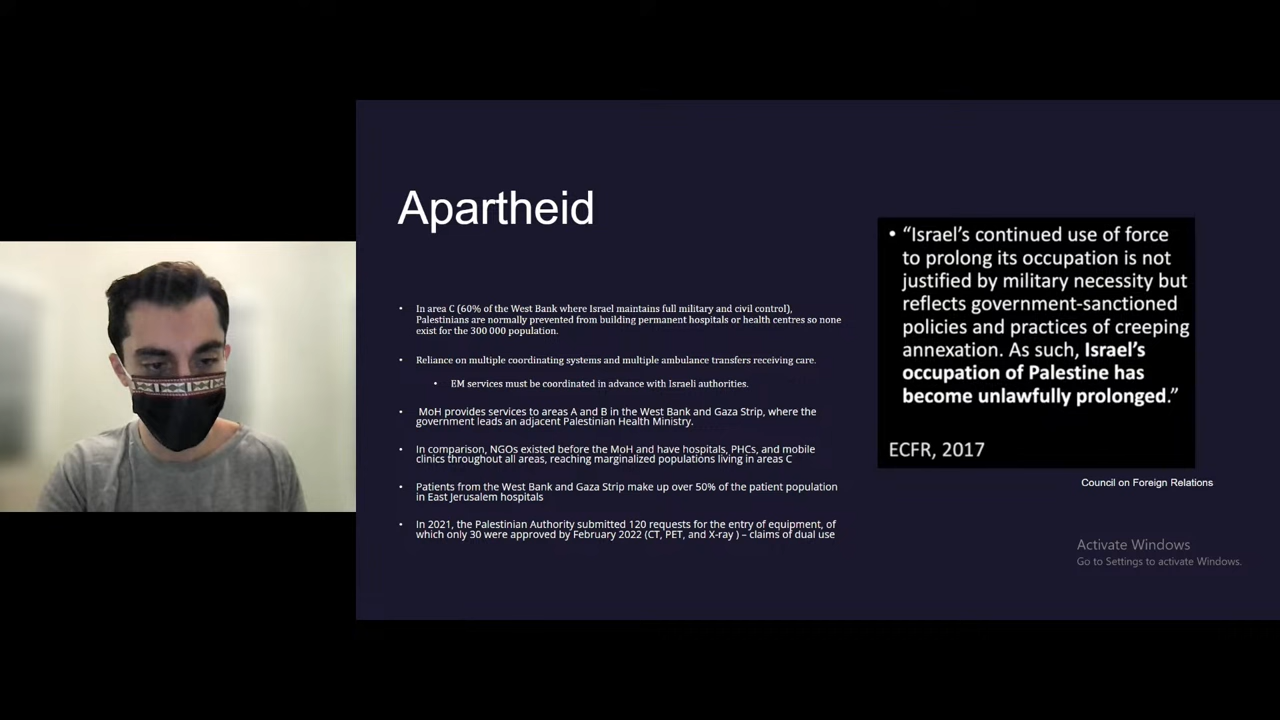 Apartheid
• In area C (60% of the West Bank where Israel maintains full military and civil control),
Palestinians are normally prevented from building permanent hospitals or health centres so none
exist for the 300 000 population.
• Reliance on multiple coordinating systems and multiple ambulance transfers receiving care.
• EM services must be coordinated in advance with Israeli authorities.
• MoH provides services to areas A and B in the West Bank and Gaza Strip, where the
government leads an adjacent Palestinian Health Ministry.
• In comparison, NGOs existed before the MoH and have hospitals, PHCs, and mobile
clinics throughout all areas, reaching marginalized populations living in areas C
• Patients from the West Bank and Gaza Strip make up over 50% of the patient population
in East Jerusalem hospitals
• In 2021, the Palestinian Authority submitted 120 requests for the entry of equipment, of
which only 30 were approved by February 2022 (CT, PET, and X-ray ) – claims of dual use
• “Israel’s continued use of force
to prolong its occupation is not
justified by military necessity but
reflects government-sanctioned
policies and practices of creeping
annexation. As such, Israel’s
occupation of Palestine has
become unlawfully prolonged.”
ECFR, 2017
Council on Foreign Relations
Activate Windows
Go to Settings to activate Windows.